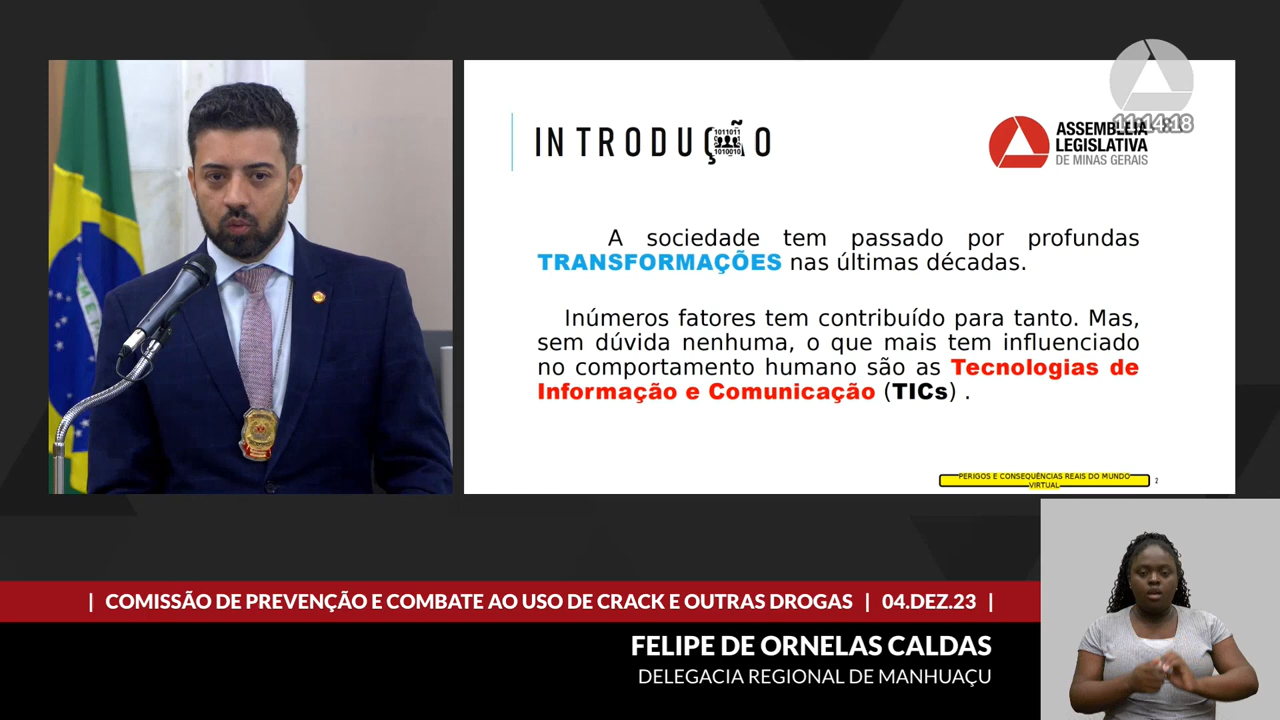 INTRODUÇÃO
1011011
1010010
11:14:18
ASSEMBLEIA
LEGISLATIVA
DE MINAS GERAIS
A sociedade tem passado por profundas
TRANSFORMAÇÕES nas últimas décadas.
Inúmeros fatores tem contribuído para tanto. Mas,
sem dúvida nenhuma, o que mais tem influenciado
no comportamento humano são as Tecnologias de
Informação e Comunicação (TICs) .
PERIGOS E CONSEQUÊNCIAS REAIS DO MUNDO
VIRTUAL
2
| COMISSÃO DE PREVENÇÃO E COMBATE AO USO DE CRACK E OUTRAS DROGAS | 04.DEZ.23 |
FELIPE DE ORNELAS CALDAS
DELEGACIA REGIONAL DE MANHUAÇU